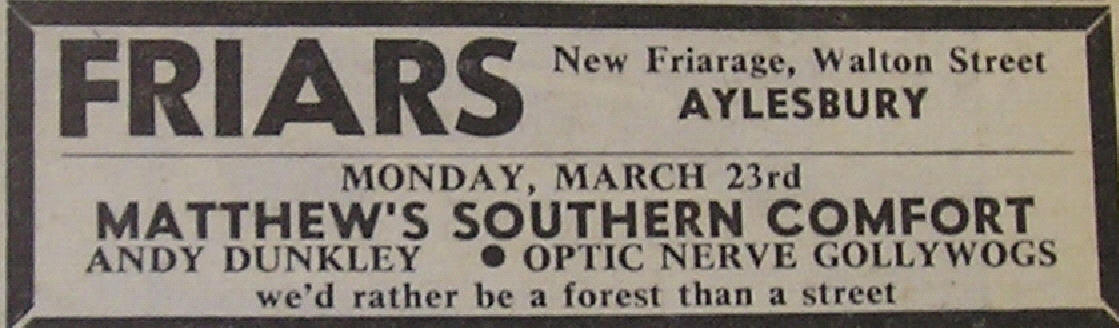 FRIARS
New Friarage, Walton Street
AYLESBURY
MONDAY, MARCH 23rd
MATTHEW'S SOUTHERN COMFORT
ANDY DUNKLEY ● OPTIC NERVE GOLLYWOGS
we'd rather be a forest than a street